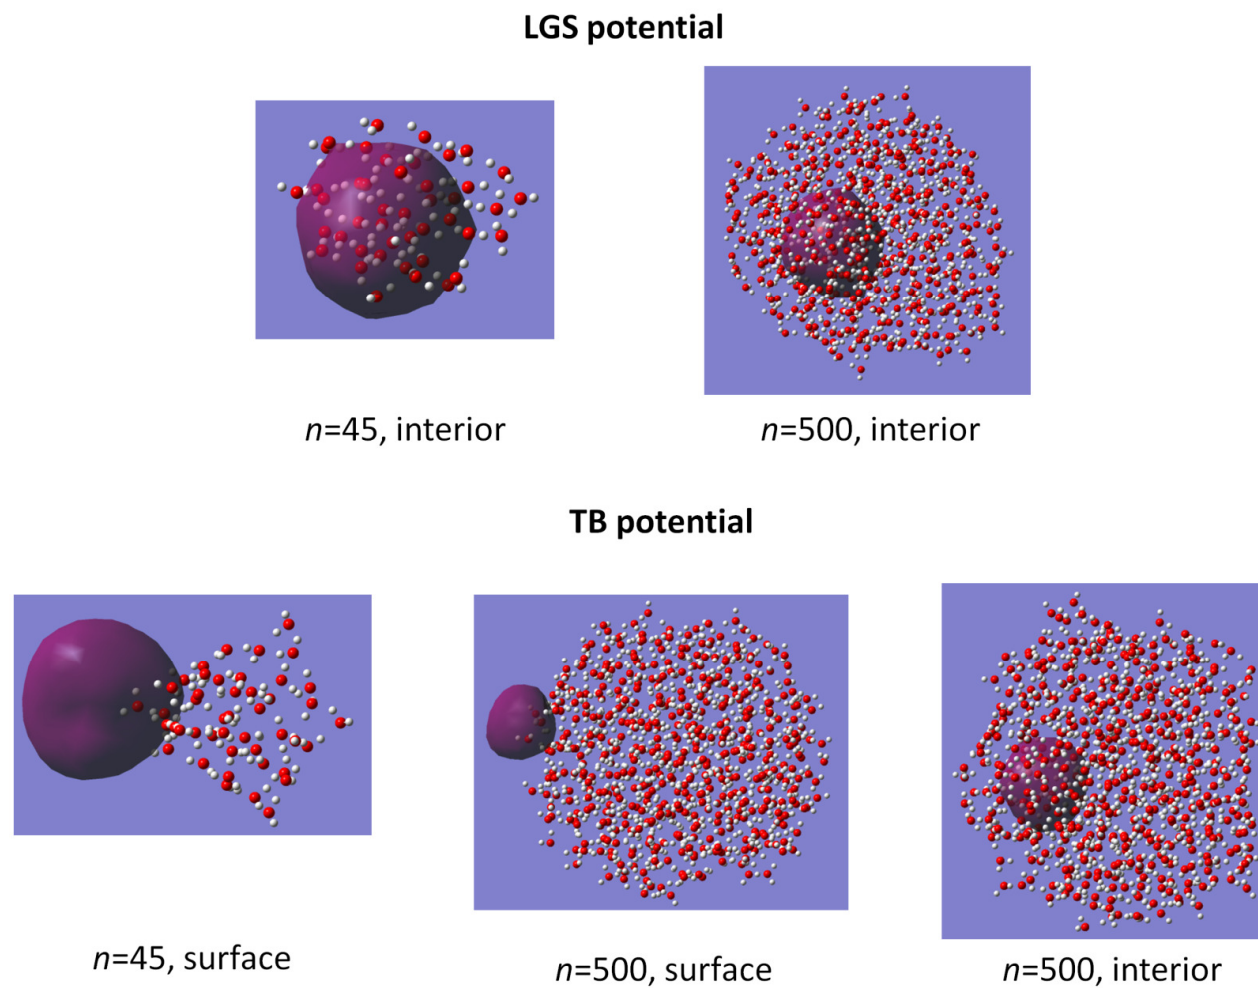 LGS potential
n=45, interior
n=500, interior
TB potential
n=45, surface
n=500, surface
n=500, interior